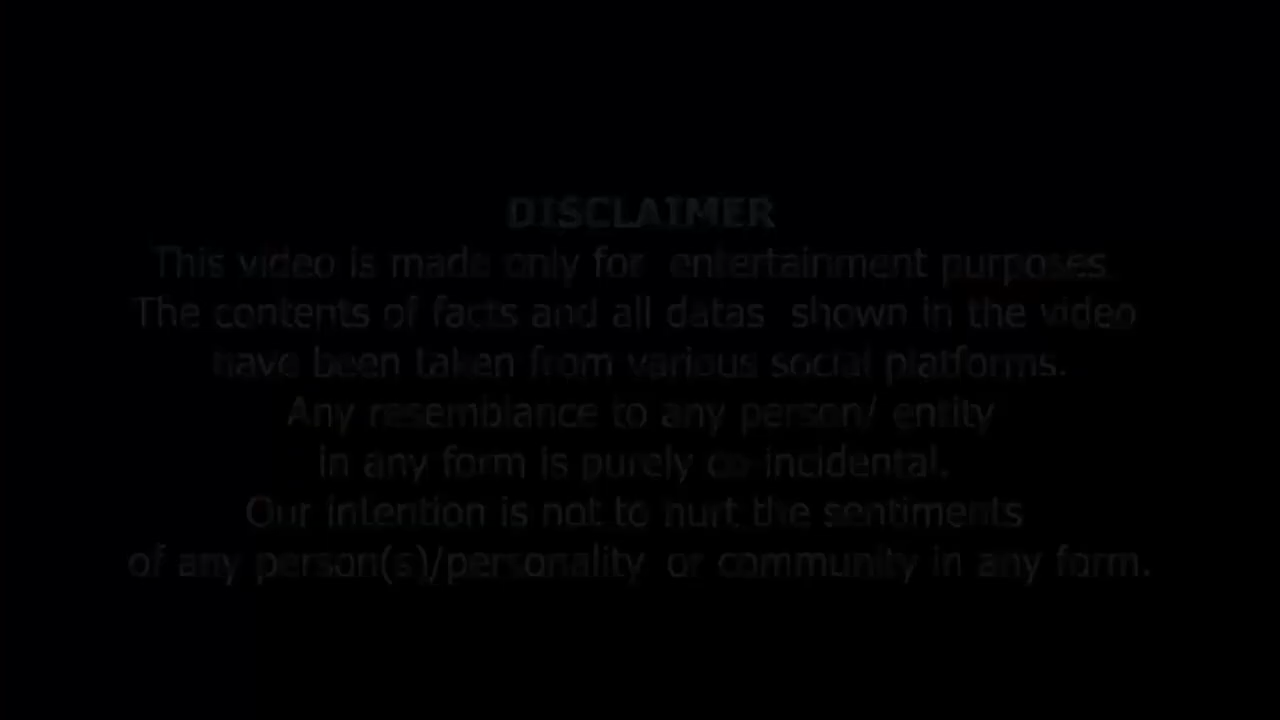 DISCLAIMER
This video is made only for entertainment purposes.
The contents of facts and all datas shown in the video
have been taken from various social platforms.
Any resemblance to any person/ entity
in any form is purely co-incidental.
Our intention is not to hurt the sentiments
of any person(s)/personality or community in any form.